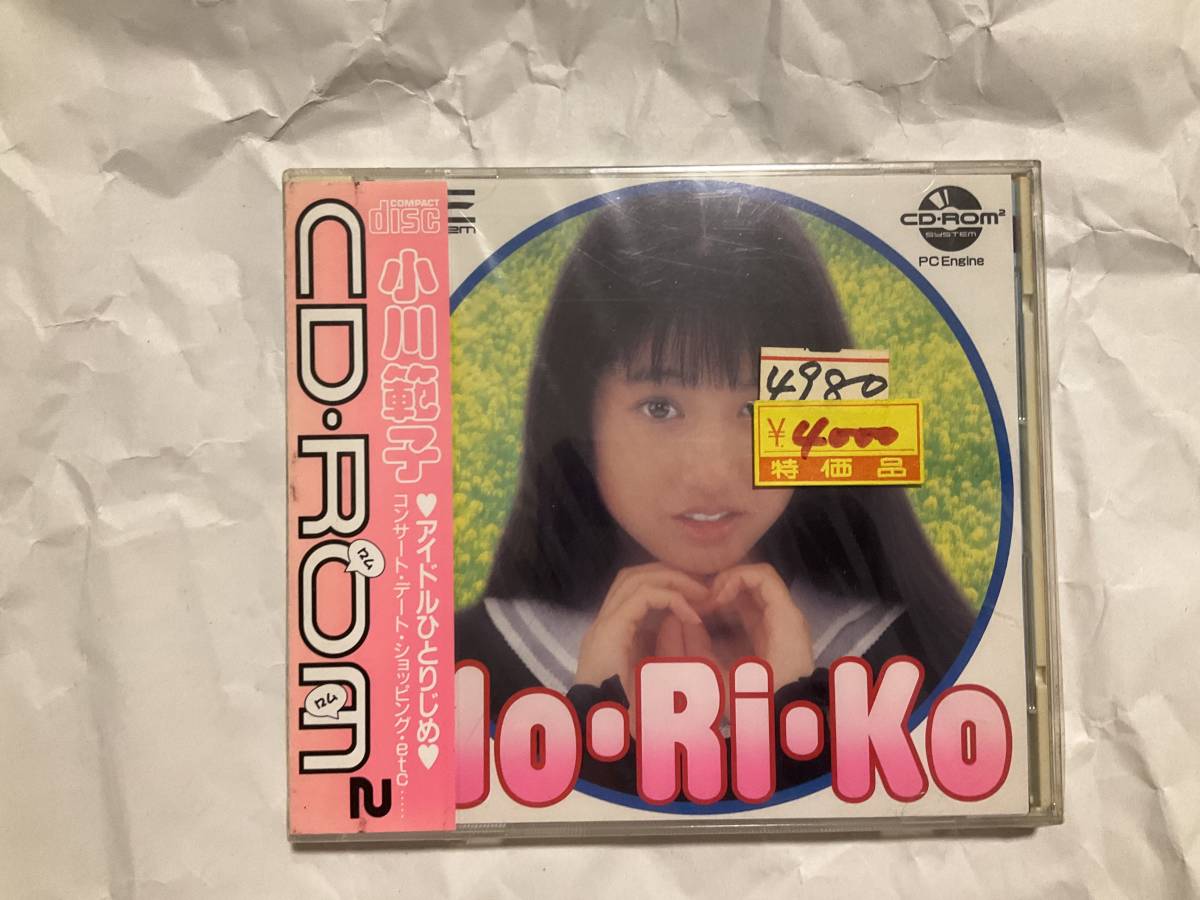 COMPACT
disc
小川範子
♥アイドルひとりじめ♥
コンサート・デート・ショッピング・etc.....
CD・ROM2
ロム
ロム
CD・ROM2
SYSTEM
PC Engine
4980
¥4000
特価品
No・Ri・Ko